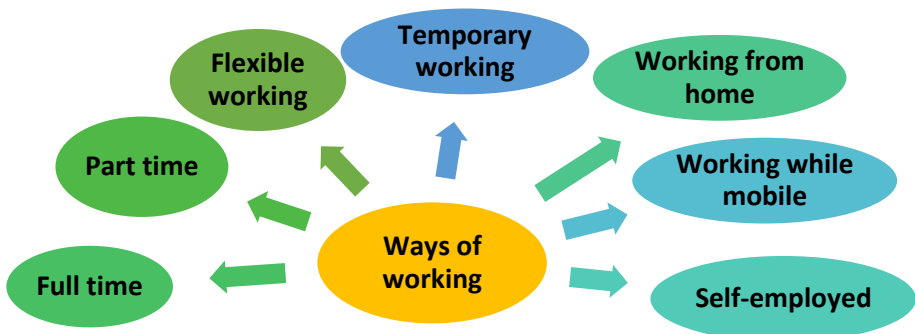 Temporary
working
Flexible
working
Working from
home
Part time
Working while
mobile
Ways of
working
Full time
Self-employed